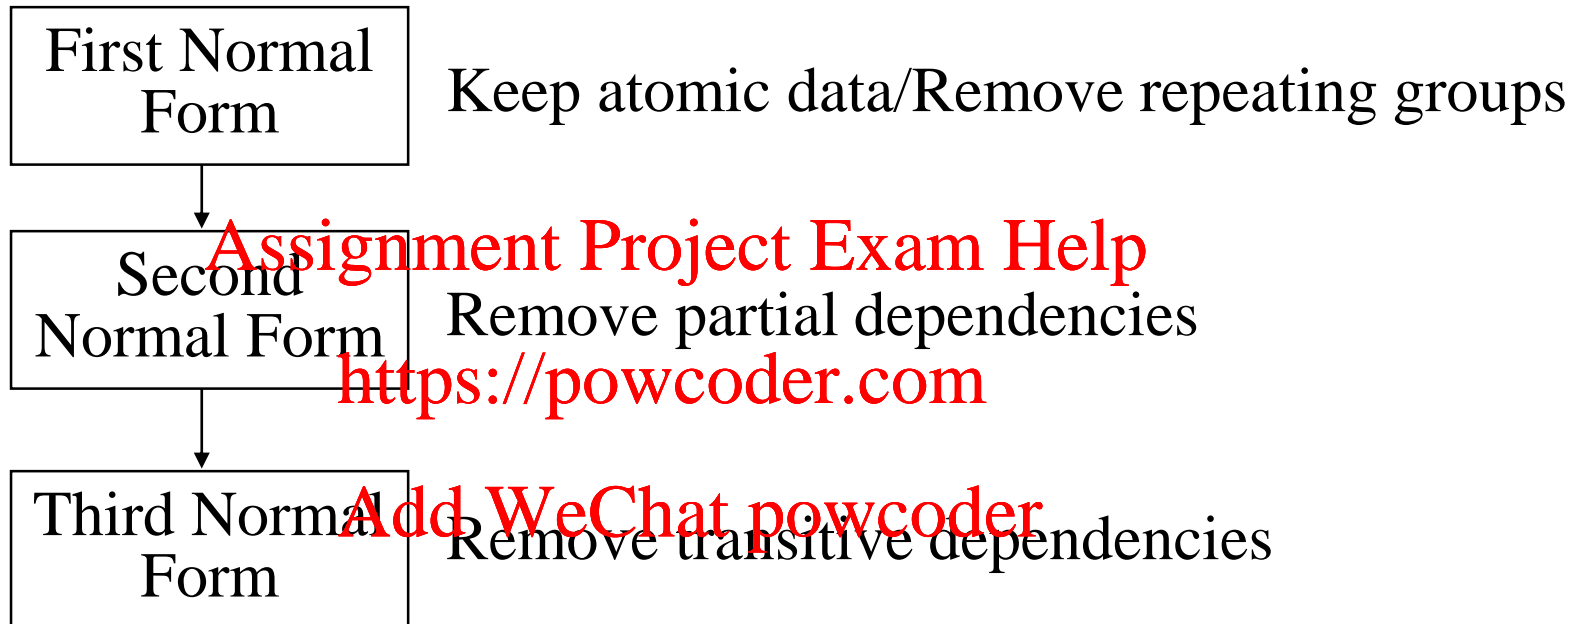 First Normal
Form
Keep atomic data/Remove repeating groups
Assignment Project Exam Help
Second
Normal Form
Remove partial dependencies
https://powcoder.com
Add WeChat powcoder
Third Normal
Form
Remove transitive dependencies